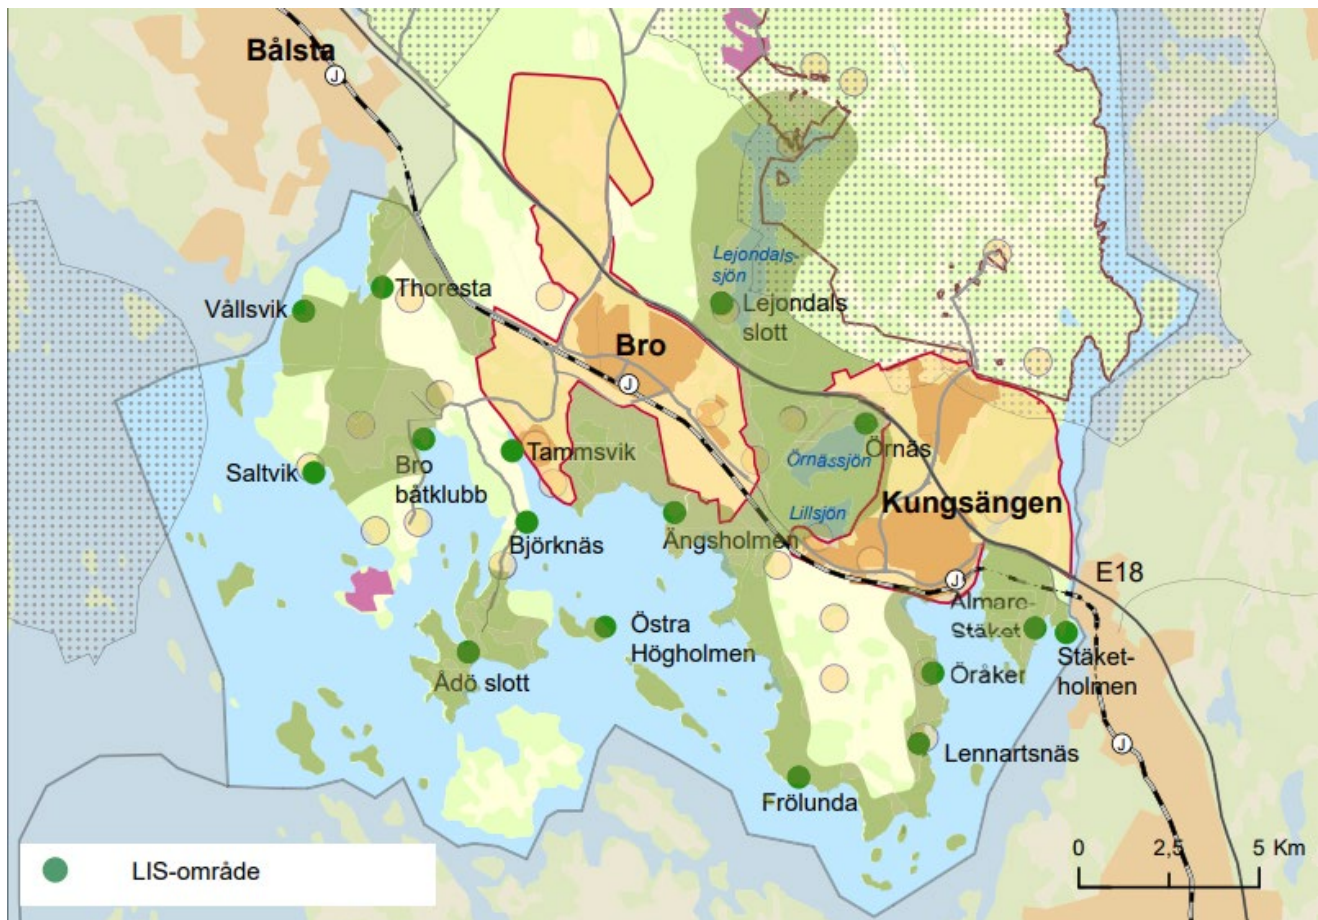 Bålsta
J
Lejondals-
sjön
Thoresta
Vållsvik
Lejondals
slott
Bro
J
Tammsvik
Örnäs
Bro
båtklubb
Saltvik
Örnässjön
Lillsjön
Kungsängen
Ängsholmen
Björknäs
E18
J
Almare-
Stäket
Östra
Högholmen
Stäket-
holmen
Ådö slott
Öråker
J
Lennartsnäs
Frölunda
0 2,5 5 Km
LIS-område